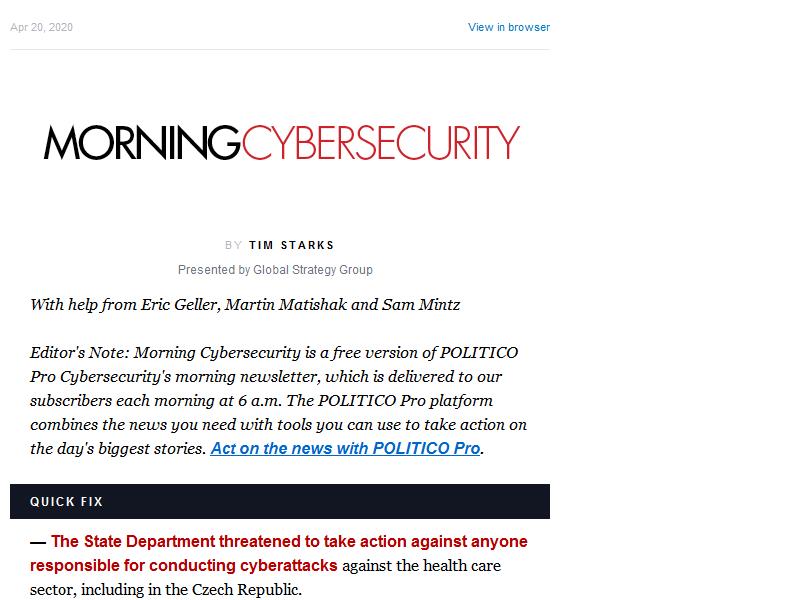 Apr 20, 2020 View in browser
MORNINGCYBERSECURITY
BY TIM STARKS
Presented by Global Strategy Group
With help from Eric Geller, Martin Matishak and Sam Mintz
Editor's Note: Morning Cybersecurity is a free version of POLITICO
Pro Cybersecurity's morning newsletter, which is delivered to our
subscribers each morning at 6 a.m. The POLITICO Pro platform
combines the news you need with tools you can use to take action on
the day's biggest stories. Act on the news with POLITICO Pro.
QUICK FIX
— The State Department threatened to take action against anyone
responsible for conducting cyberattacks against the health care
sector, including in the Czech Republic.